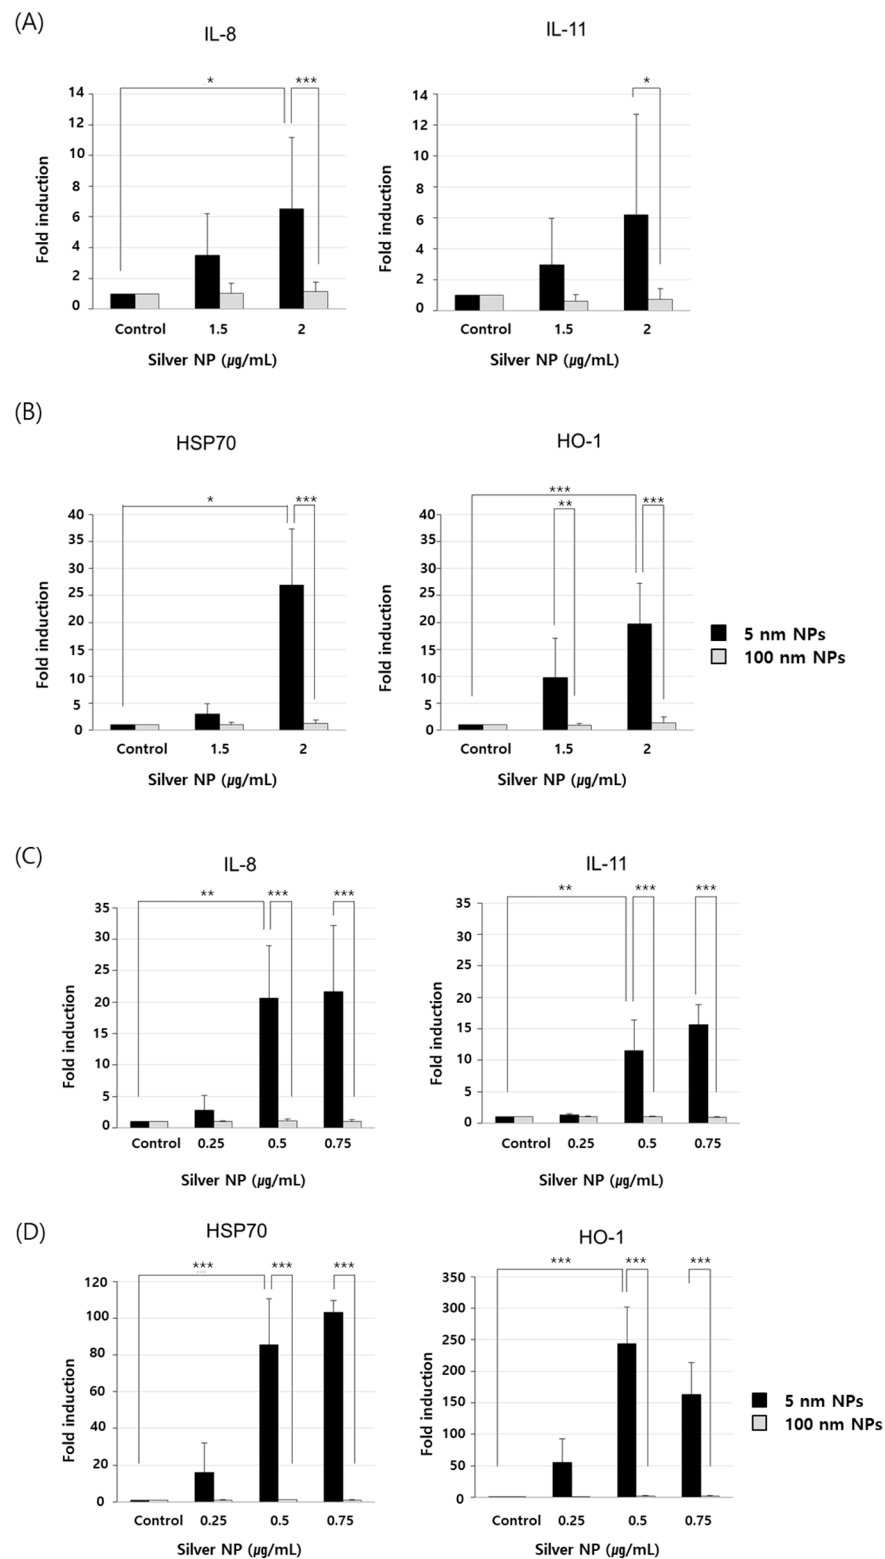 (A)
IL-8
IL-11
* ***
*
14
12
10
8
6
4
2
0
Fold induction
Control 1.5 2
Silver NP (㎍/mL)
14
12
10
8
6
4
2
0
Fold induction
Control 1.5 2
Silver NP (㎍/mL)
(B)
HSP70
HO-1
* ***
***
** ***
40
35
30
25
20
15
10
5
0
Fold induction
Control 1.5 2
Silver NP (㎍/mL)
40
35
30
25
20
15
10
5
0
Fold induction
Control 1.5 2
Silver NP (㎍/mL)
5 nm NPs
100 nm NPs
(C)
IL-8
IL-11
** *** ***
** *** ***
35
30
25
20
15
10
5
0
Fold induction
Control 0.25 0.5 0.75
Silver NP (㎍/mL)
35
30
25
20
15
10
5
0
Fold induction
Control 0.25 0.5 0.75
Silver NP (㎍/mL)
(D)
HSP70
HO-1
*** *** ***
*** *** ***
120
100
80
60
40
20
0
Fold induction
Control 0.25 0.5 0.75
Silver NP (㎍/mL)
350
300
250
200
150
100
50
0
Fold induction
Control 0.25 0.5 0.75
Silver NP (㎍/mL)
5 nm NPs
100 nm NPs